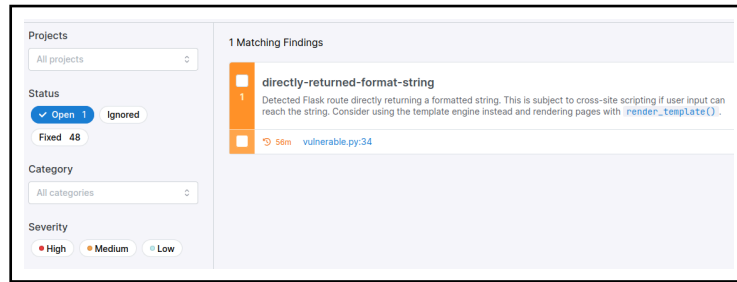 Projects
All projects
Status
Open 1
Ignored
Fixed 48
Category
All categories
Severity
High
Medium
Low
1 Matching Findings
1
directly-returned-format-string
Detected Flask route directly returning a formatted string. This is subject to cross-site scripting if user input can
reach the string. Consider using the template engine instead and rendering pages with render_template().
56m vulnerable.py:34